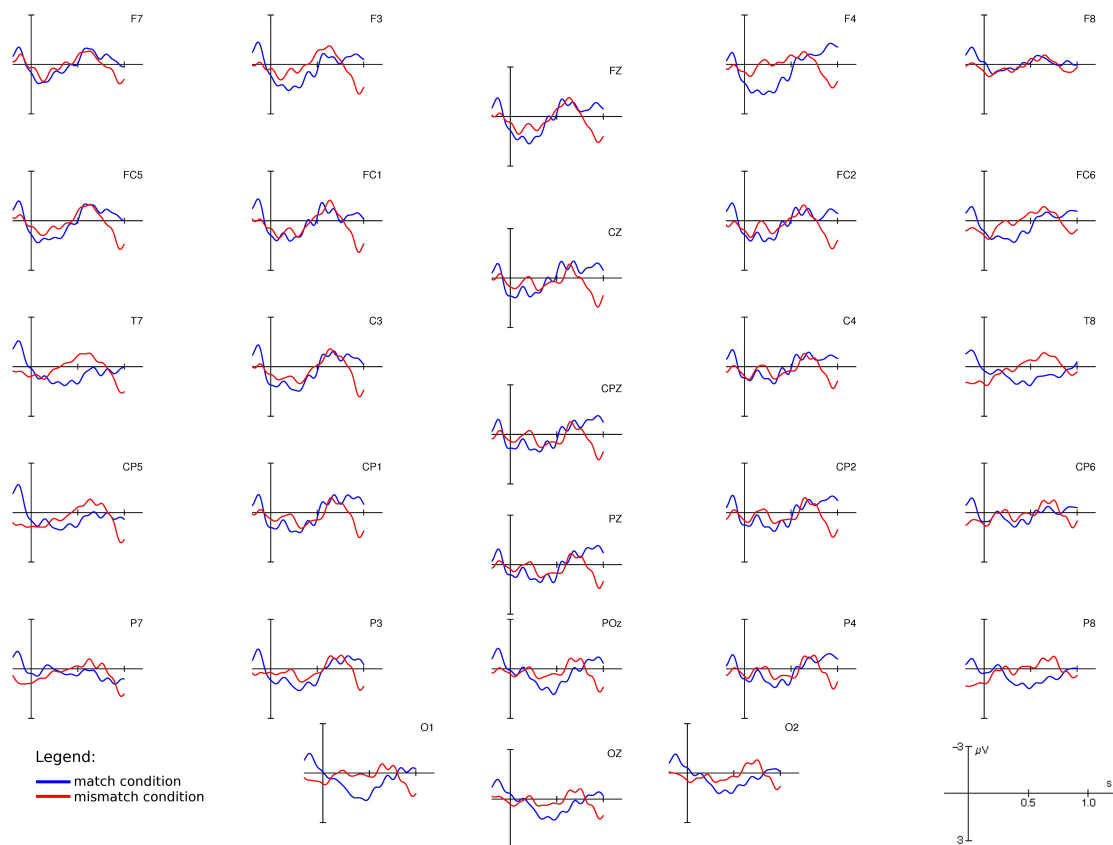 F7
F3
F4
F8
FZ
FC5
FC1
FC2
FC6
CZ
T7
C3
C4
T8
CPZ
CP5
CP1
CP2
CP6
PZ
P7
P3
POz
P4
P8
O1
O2
OZ
Legend:
match condition
mismatch condition
-3
µV
s
0.5 1.0
3